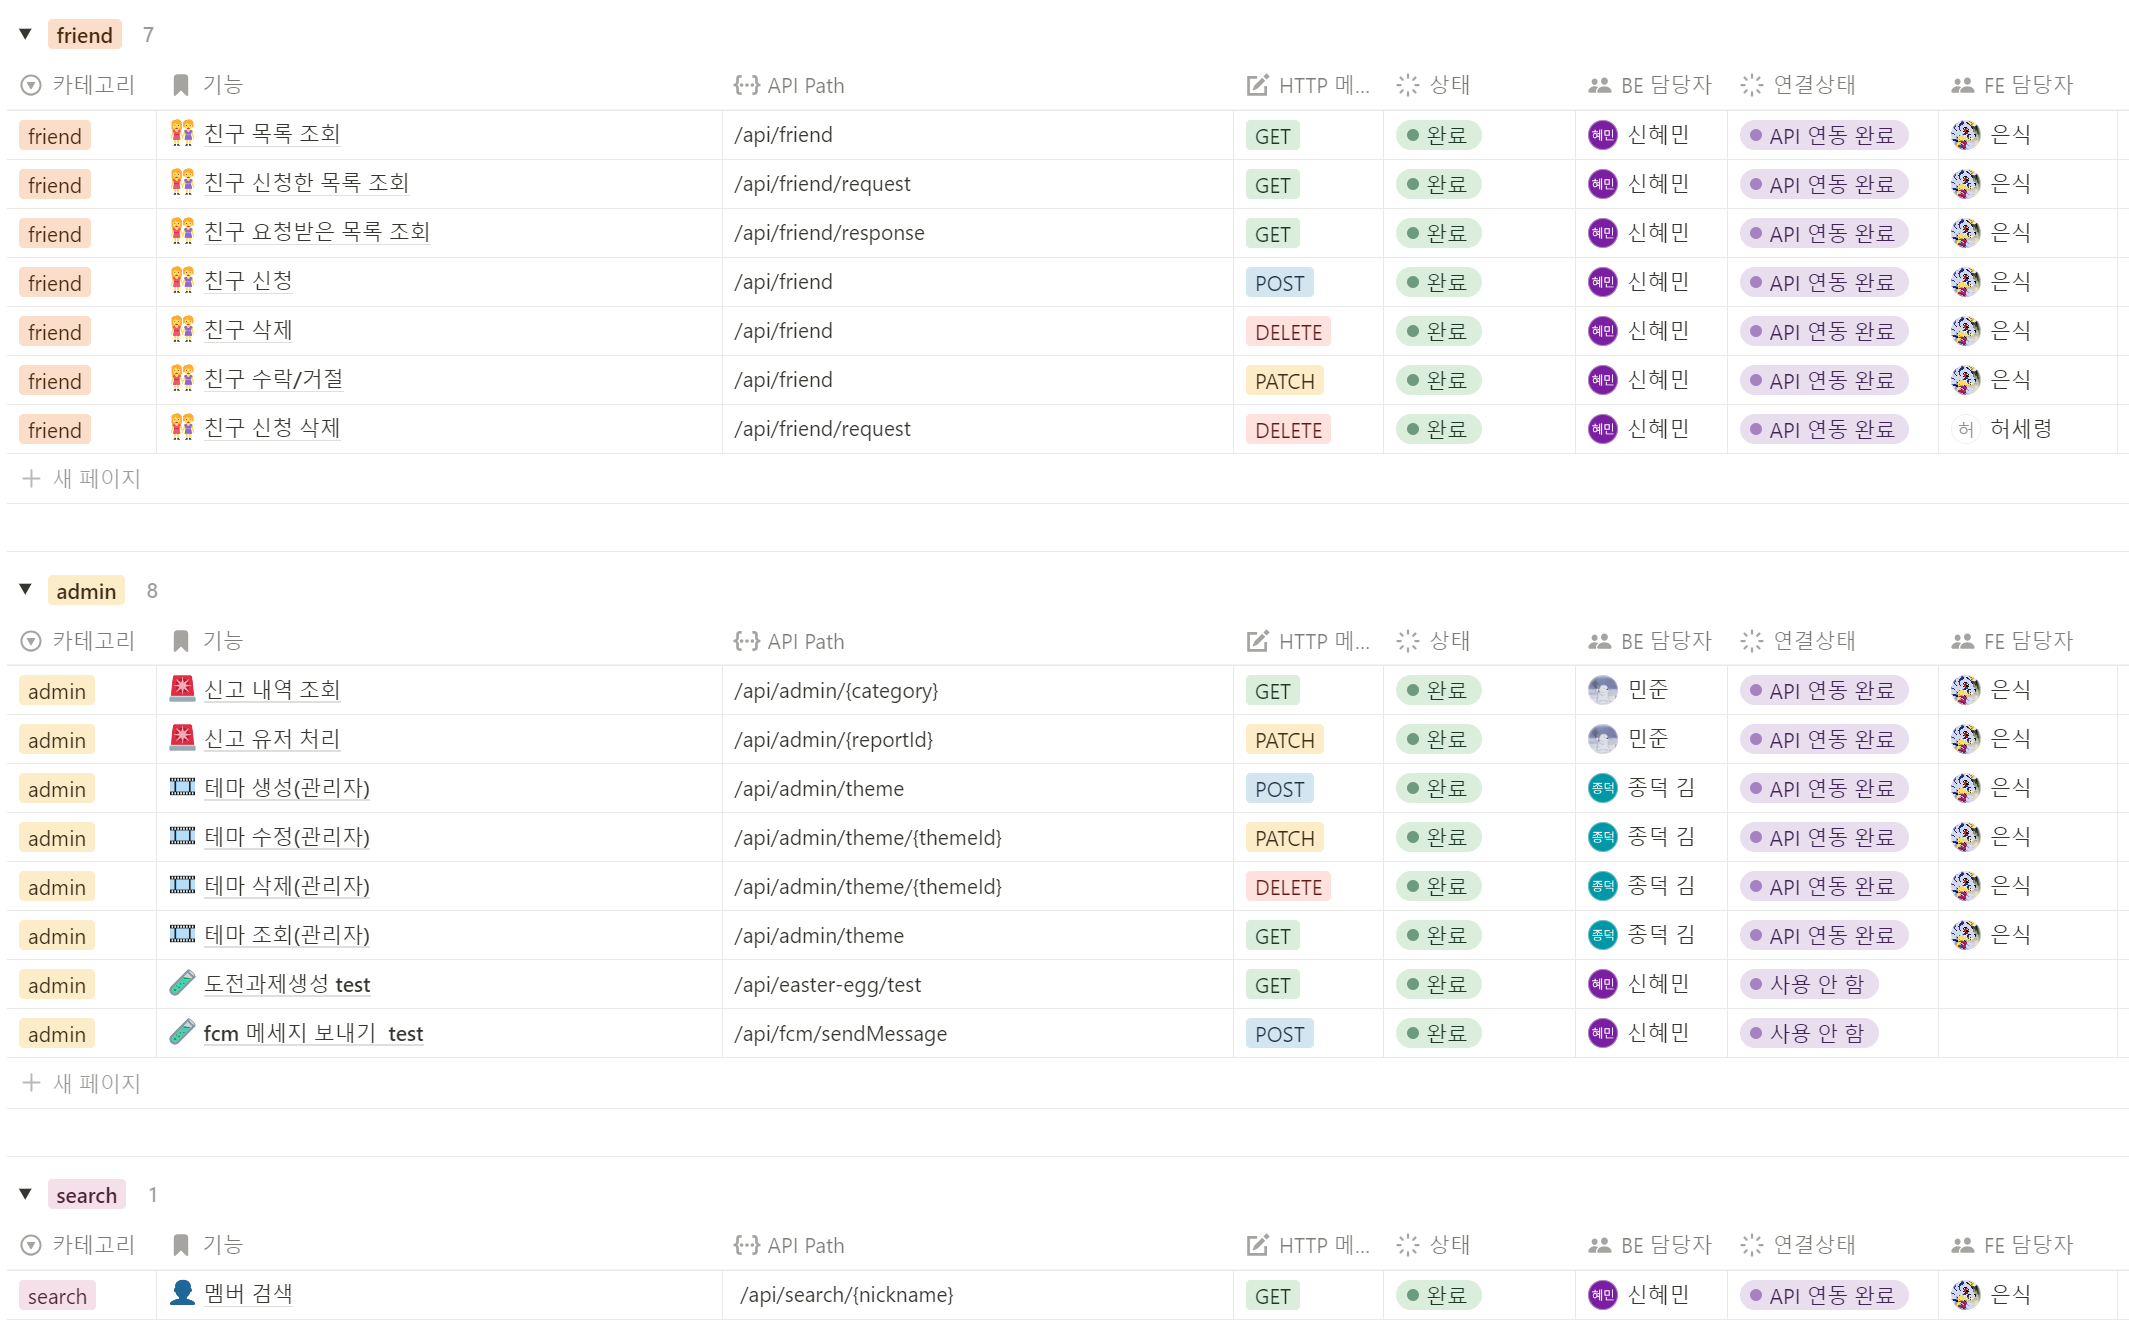 friend 7
카테고리 기능 API Path HTTP 메... 상태 BE 담당자 연결상태 FE 담당자
friend 친구 목록 조회 /api/friend GET 완료 혜민 신혜민 API 연동 완료 은식
friend 친구 신청한 목록 조회 /api/friend/request GET 완료 혜민 신혜민 API 연동 완료 은식
friend 친구 요청받은 목록 조회 /api/friend/response GET 완료 혜민 신혜민 API 연동 완료 은식
friend 친구 신청 /api/friend POST 완료 혜민 신혜민 API 연동 완료 은식
friend 친구 삭제 /api/friend DELETE 완료 혜민 신혜민 API 연동 완료 은식
friend 친구 수락/거절 /api/friend PATCH 완료 혜민 신혜민 API 연동 완료 은식
friend 친구 신청 삭제 /api/friend/request DELETE 완료 혜민 신혜민 API 연동 완료 허 허세령
+ 새 페이지
admin 8
카테고리 기능 API Path HTTP 메... 상태 BE 담당자 연결상태 FE 담당자
admin 신고 내역 조회 /api/admin/{category} GET 완료 민준 API 연동 완료 은식
admin 신고 유저 처리 /api/admin/{reportId} PATCH 완료 민준 API 연동 완료 은식
admin 테마 생성(관리자) /api/admin/theme POST 완료 종덕 종덕 김 API 연동 완료 은식
admin 테마 수정(관리자) /api/admin/theme/{themeId} PATCH 완료 종덕 종덕 김 API 연동 완료 은식
admin 테마 삭제(관리자) /api/admin/theme/{themeId} DELETE 완료 종덕 종덕 김 API 연동 완료 은식
admin 테마 조회(관리자) /api/admin/theme GET 완료 종덕 종덕 김 API 연동 완료 은식
admin 도전과제생성 test /api/easter-egg/test GET 완료 혜민 신혜민 사용 안 함
admin fcm 메세지 보내기 test /api/fcm/sendMessage POST 완료 혜민 신혜민 사용 안 함
+ 새 페이지
search 1
카테고리 기능 API Path HTTP 메... 상태 BE 담당자 연결상태 FE 담당자
search 멤버 검색 /api/search/{nickname} GET 완료 혜민 신혜민 API 연동 완료 은식